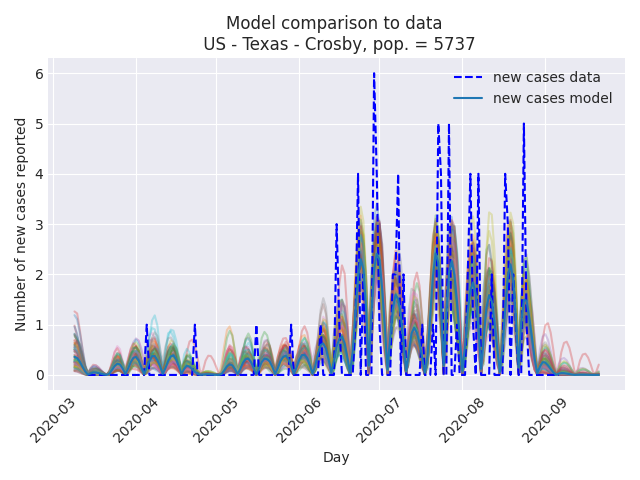 Model comparison to data
US - Texas - Crosby, pop. = 5737
new cases data
new cases model
Number of new cases reported
6
5
4
3
2
1
0
2020-03
2020-04
2020-05
2020-06
2020-07
2020-08
2020-09
Day